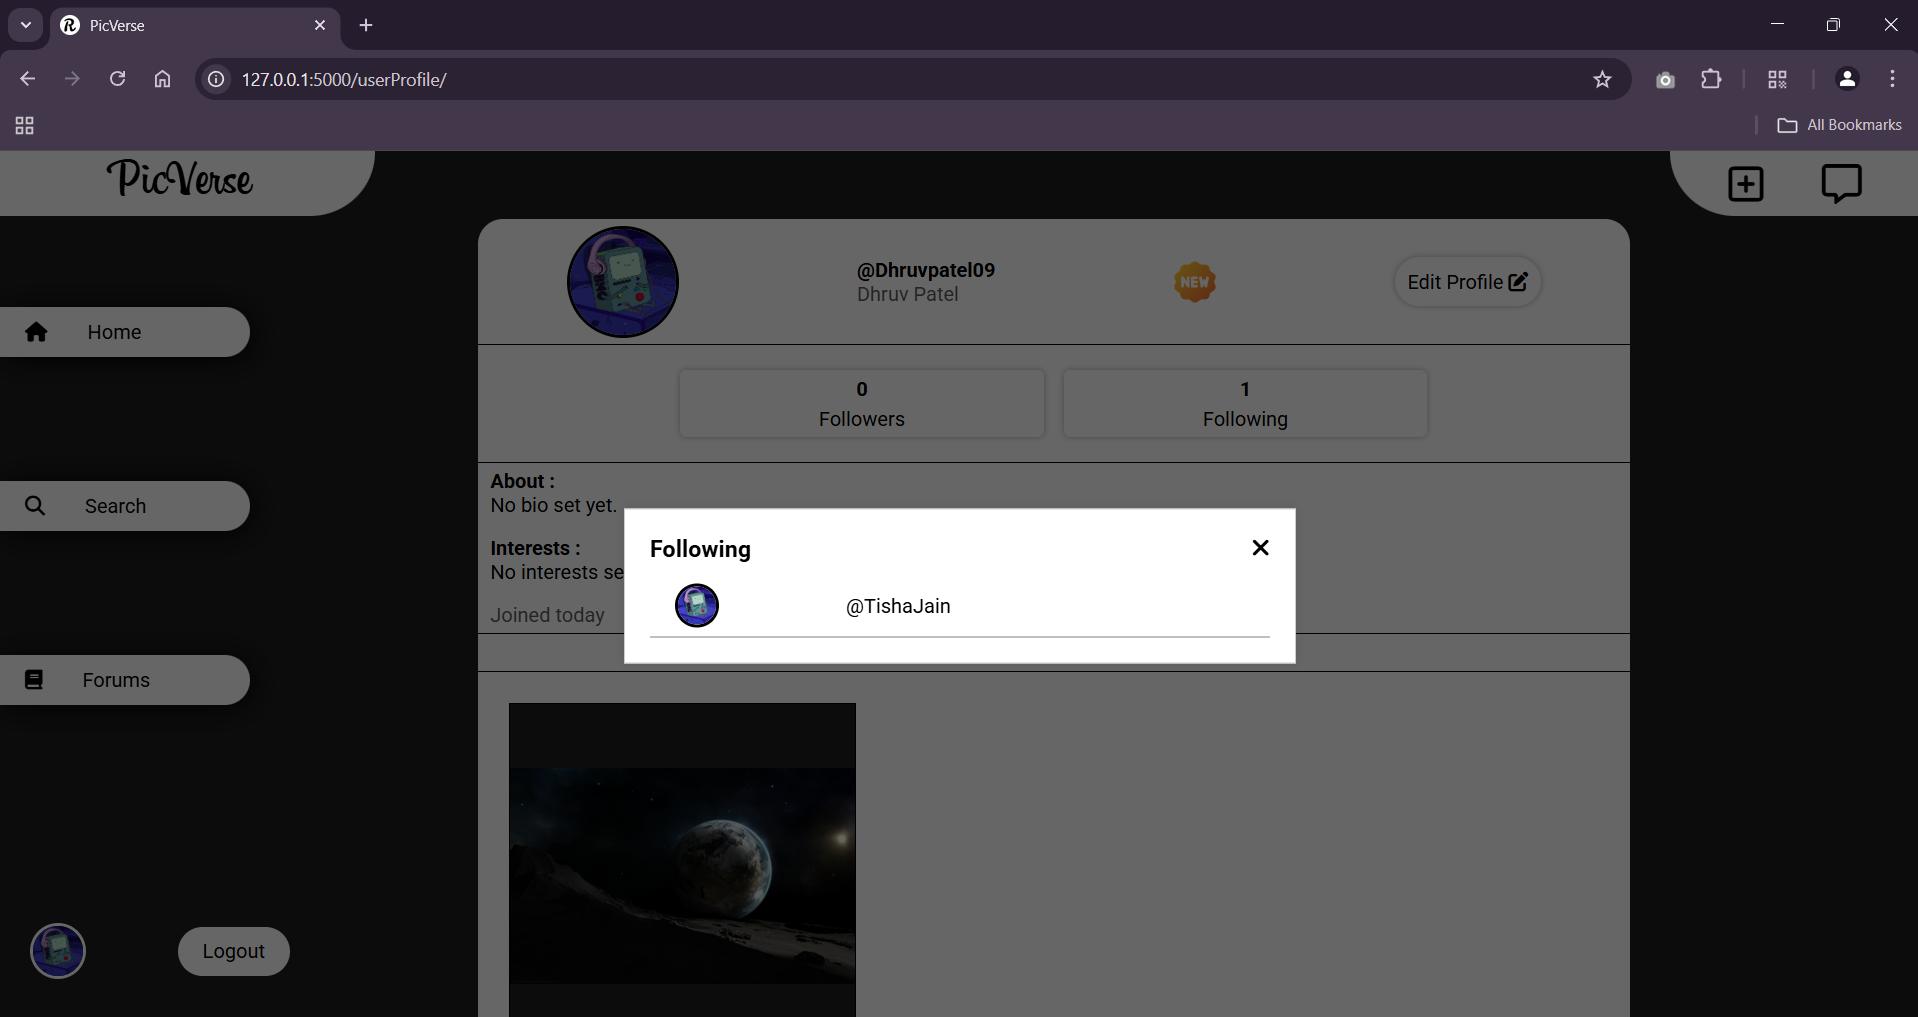 PicVerse
127.0.0.1:5000/userProfile/
All Bookmarks
PicVerse
@Dhruvpatel09
Dhruv Patel
NEW
Edit Profile
Home
0
Followers
1
Following
About :
No bio set yet.
Search
Interests :
No interests se
Following
@TishaJain
Joined today
Forums
Logout